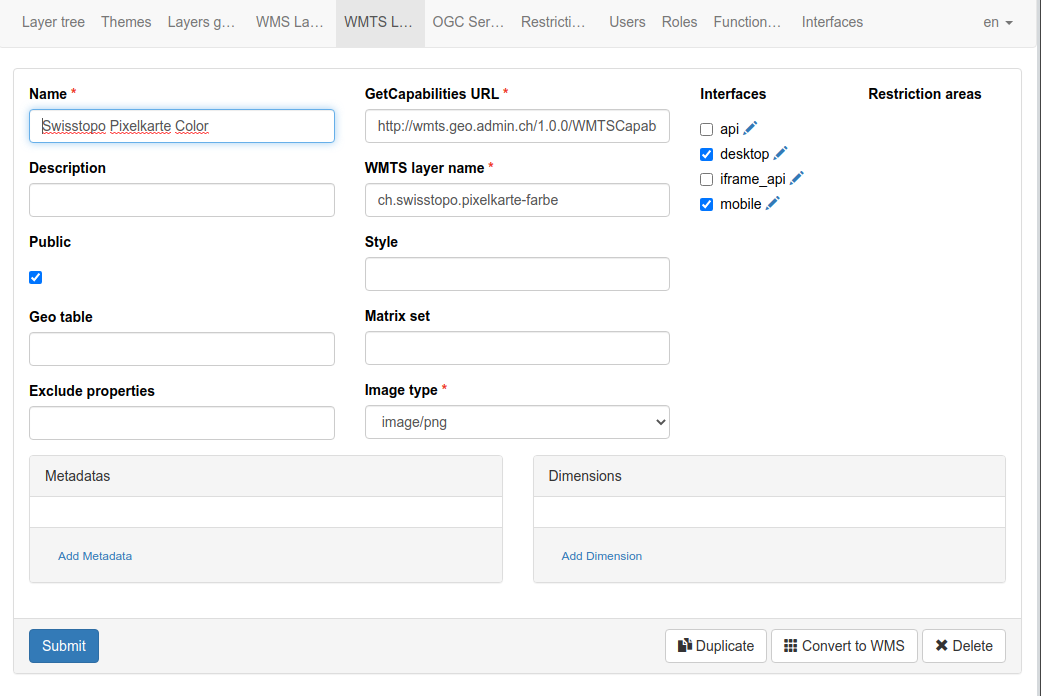 Layer tree Themes Layers g... WMS La... WMTS L... OGC Ser... Restricti... Users Roles Function... Interfaces en
Name * GetCapabilities URL * Interfaces Restriction areas
Swisstopo Pixelkarte Color http://wmts.geo.admin.ch/1.0.0/WMTSCapab api
desktop
Description WMTS layer name * iframe_api
ch.swisstopo.pixelkarte-farbe mobile
Public Style
Geo table Matrix set
Exclude properties Image type *
image/png
Metadatas Dimensions
Add Metadata Add Dimension
Submit Duplicate Convert to WMS Delete